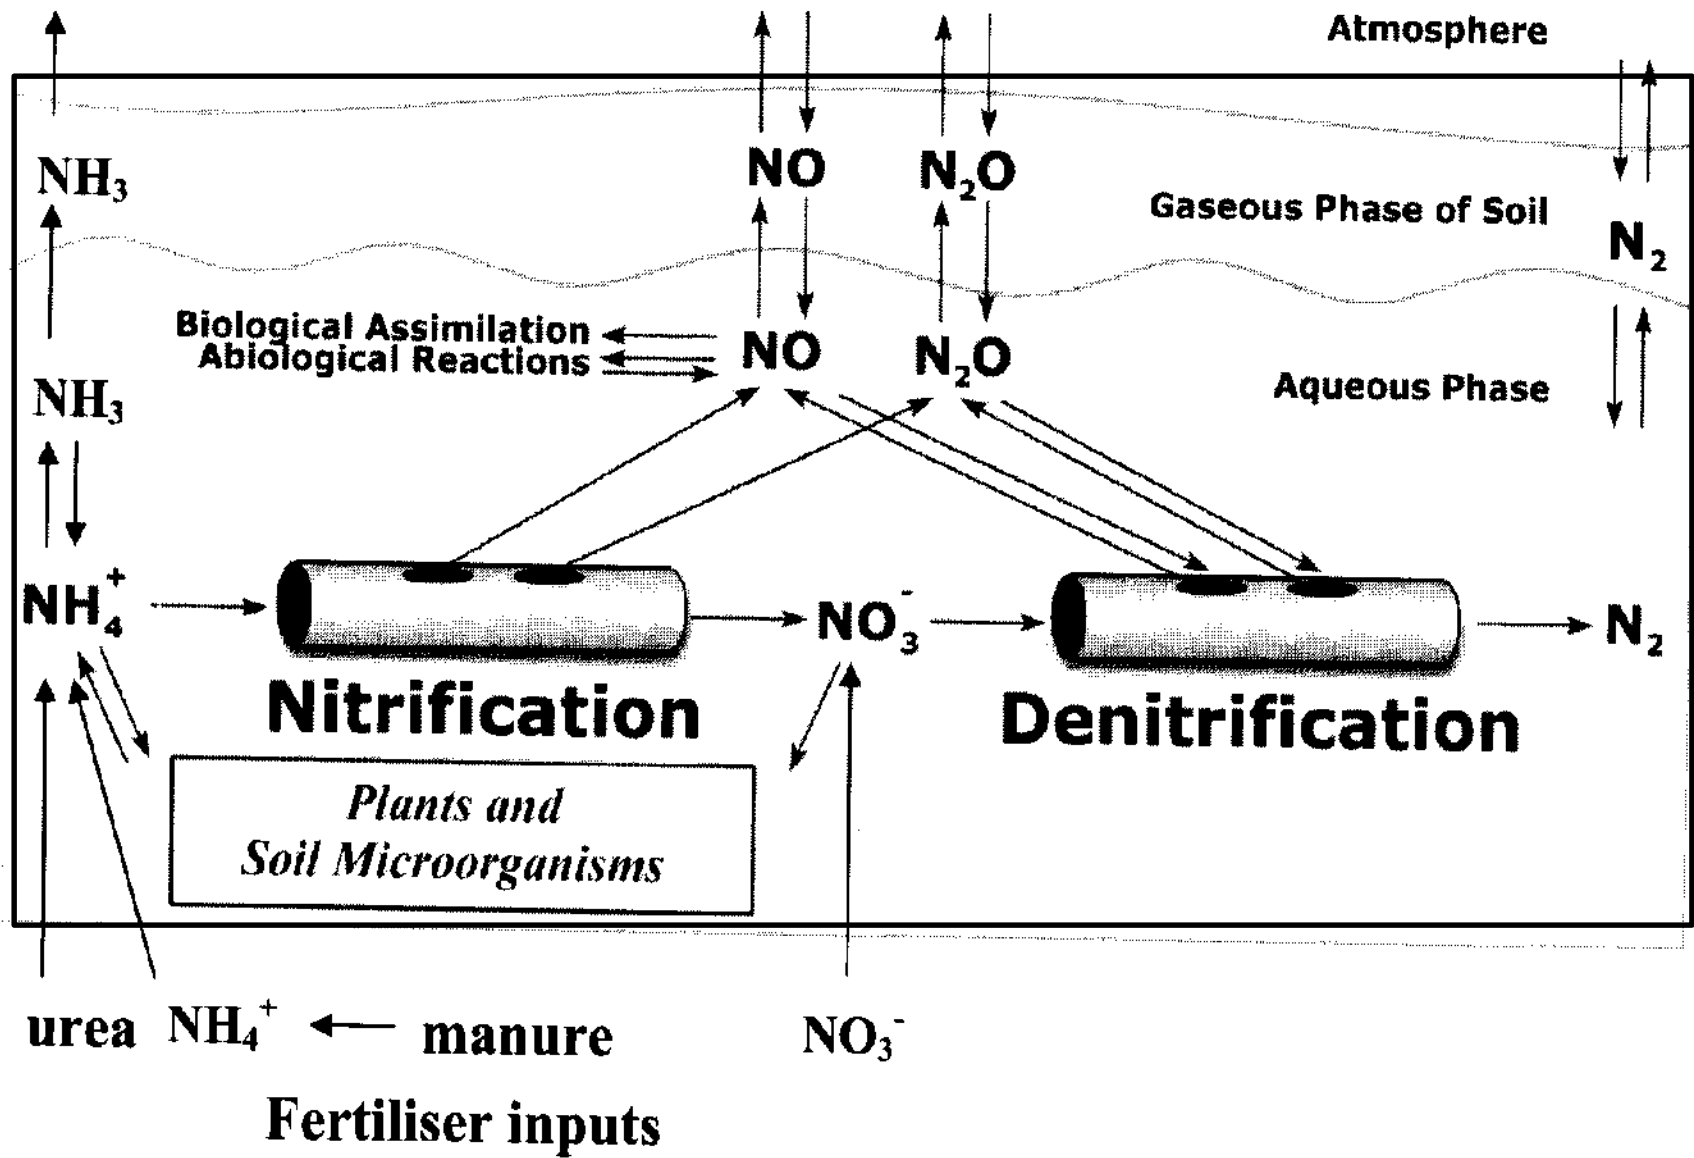 Atmosphere
NH₃
NO
N₂O
Gaseous Phase of Soil
N₂
Biological Assimilation
Abiological Reactions
NO
N₂O
Aqueous Phase
NH₃
NH₄⁺
NO₃⁻
N₂
Nitrification
Denitrification
Plants and
Soil Microorganisms
urea
NH₄⁺
manure
NO₃⁻
Fertiliser inputs